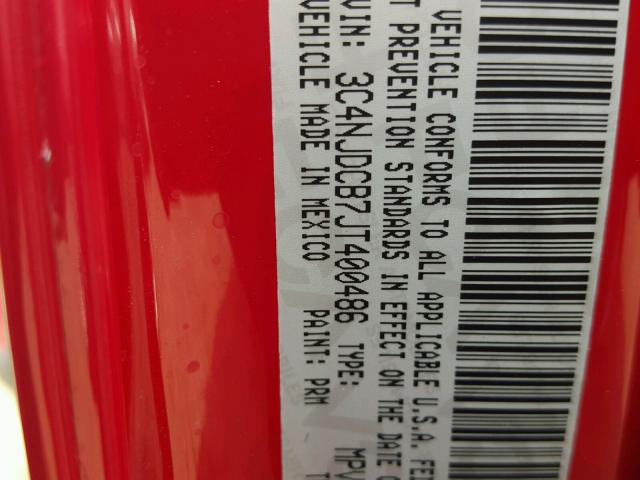 VEHICLE CONFORMS TO ALL APPLICABLE U.S.A. FE
T PREVENTION STANDARDS IN EFFECT ON THE DATE O
VIN: 3C4NJDCB7JT400486 TYPE: MPV
VEHICLE MADE IN MEXICO PAINT: PRM T